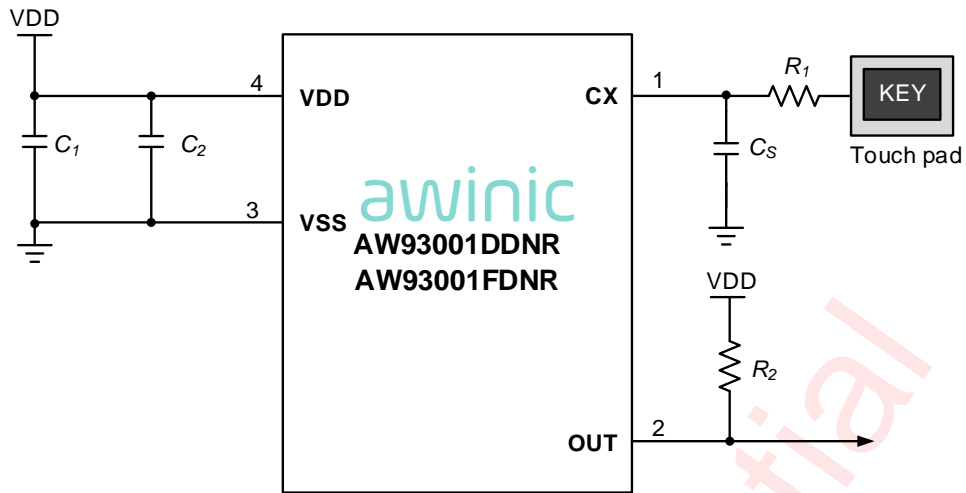 VDD
4
VDD
C1
C2
3
VSS
awinic
AW93001DDNR
AW93001FDNR
CX
1
R1
KEY
Touch pad
CS
VDD
R2
OUT
2